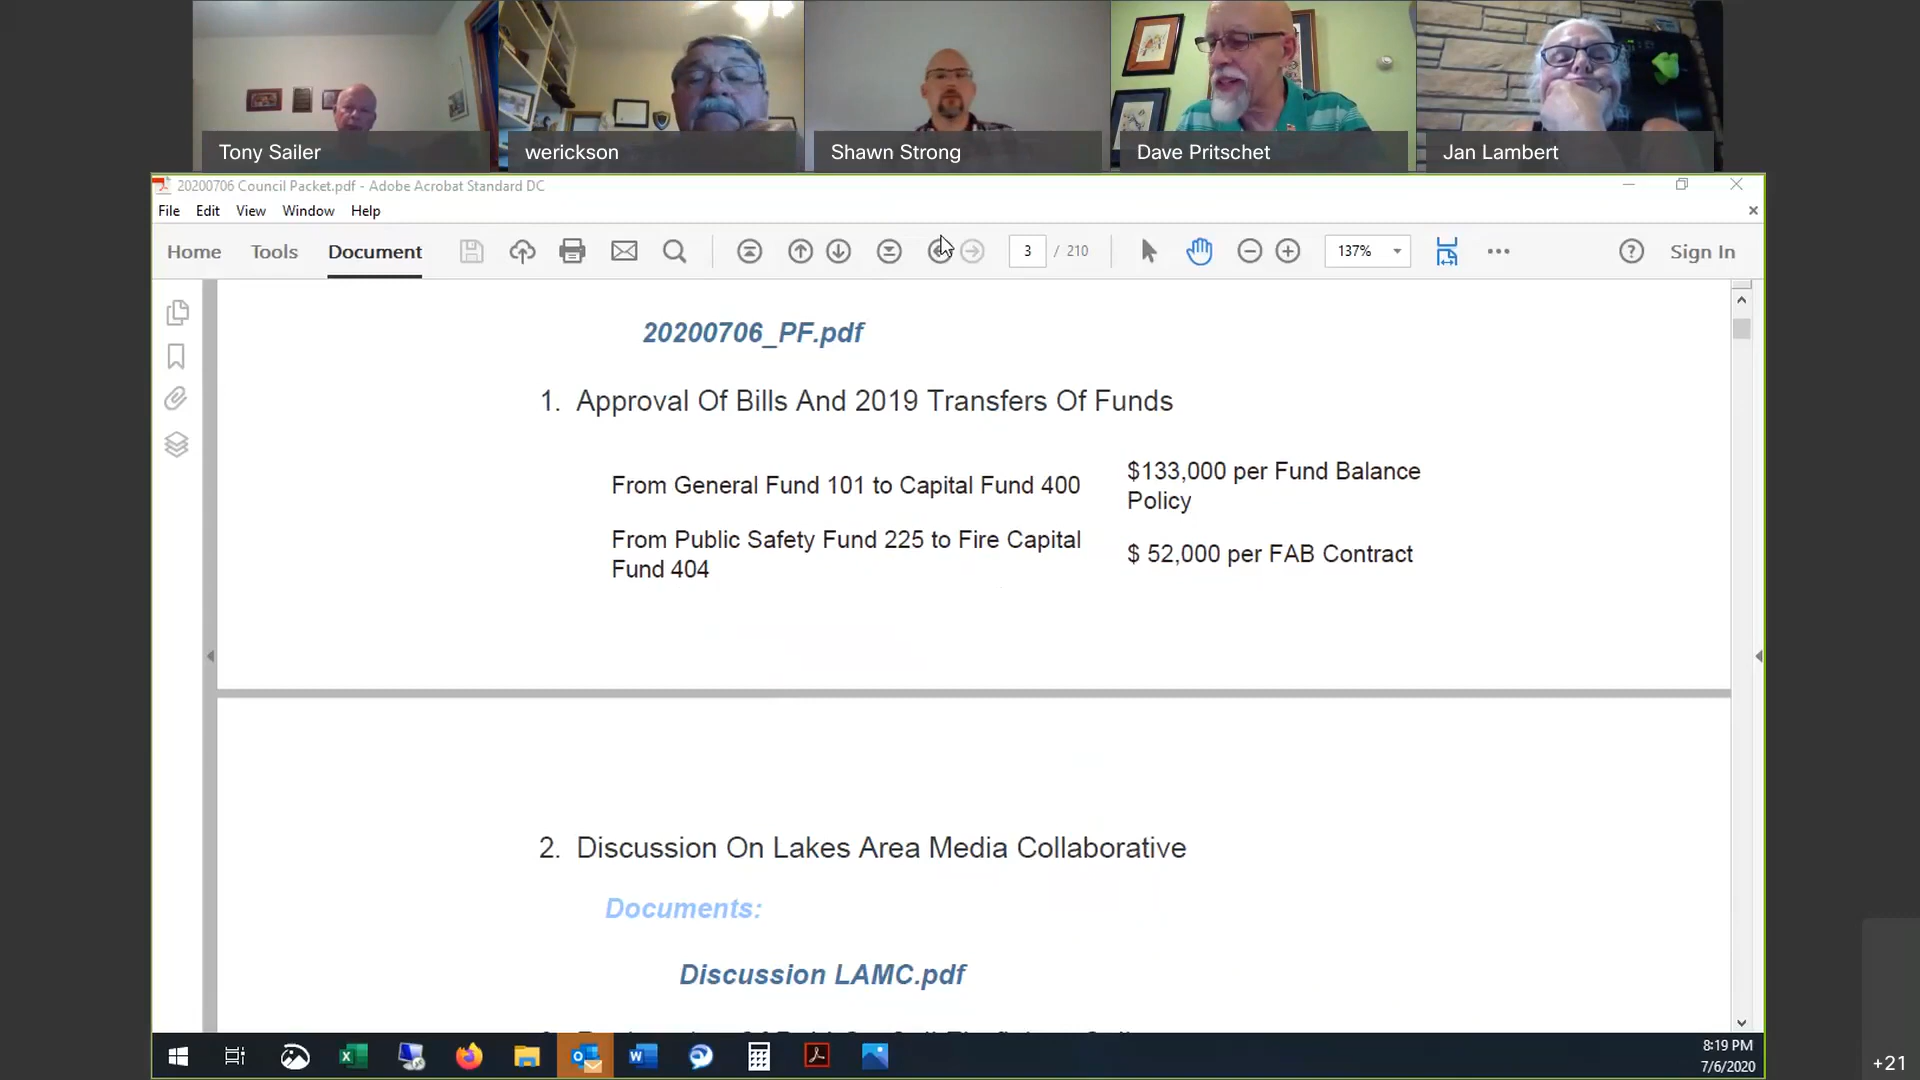 Tony Sailer
werickson
Shawn Strong
Dave Pritschet
Jan Lambert
20200706 Council Packet.pdf - Adobe Acrobat Standard DC
File Edit View Window Help
Home Tools Document 3 / 210 137% Sign In
20200706_PF.pdf
1. Approval Of Bills And 2019 Transfers Of Funds
From General Fund 101 to Capital Fund 400
$133,000 per Fund Balance
Policy
From Public Safety Fund 225 to Fire Capital
Fund 404
$ 52,000 per FAB Contract
2. Discussion On Lakes Area Media Collaborative
Documents:
Discussion LAMC.pdf
8:19 PM
7/6/2020
+21